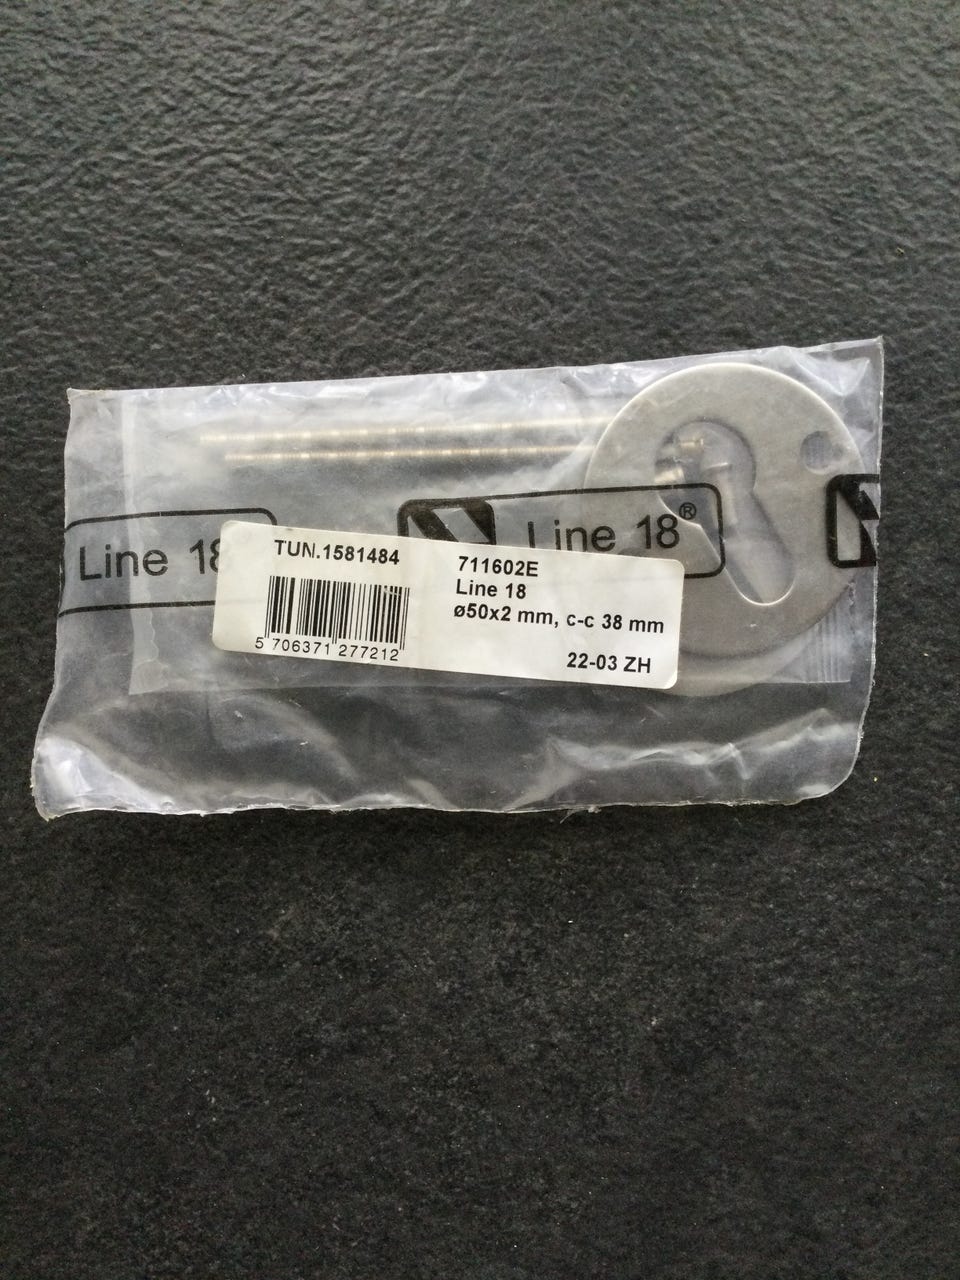 Line 18
Line 18®
TUN.1581484
5 706371 277212
711602E
Line 18
ø50x2 mm, c-c 38 mm
22-03 ZH